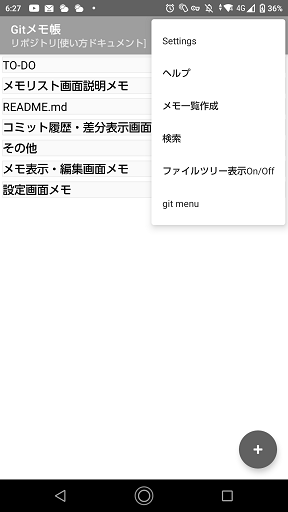 6:27
4G
36%
Gitメモ帳
リポジトリ[使い方ドキュメント]
TO-DO
メモリスト画面説明メモ
README.md
コミット履歴・差分表示画面
その他
メモ表示・編集画面メモ
設定画面メモ
Settings
ヘルプ
メモ一覧作成
検索
ファイルツリー表示On/Off
git menu
+